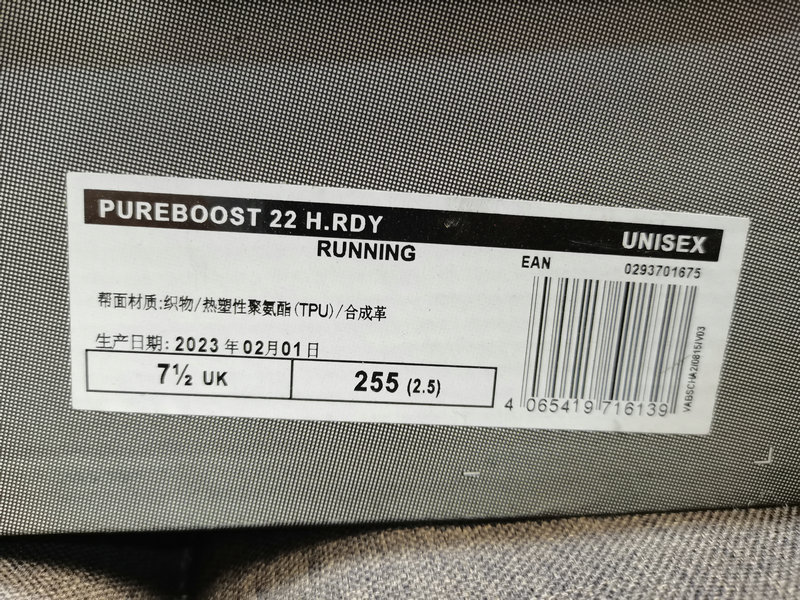 PUREBOOST 22 H.RDY
UNISEX
RUNNING
EAN
0293701675
帮面材质:织物/热塑性聚氨酯(TPU)/合成革
生产日期: 2023 年 02月 01日
7½ UK
255 (2.5)
4 065419 716139
VABSCHA2I0815IV03